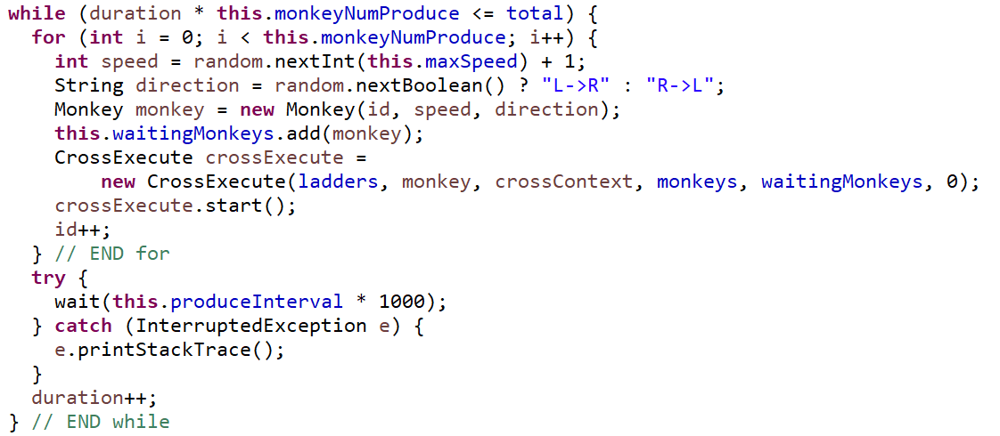 while (duration * this.monkeyNumProduce <= total) {
  for (int i = 0; i < this.monkeyNumProduce; i++) {
    int speed = random.nextInt(this.maxSpeed) + 1;
    String direction = random.nextBoolean() ? "L->R" : "R->L";
    Monkey monkey = new Monkey(id, speed, direction);
    this.waitingMonkeys.add(monkey);
    CrossExecute crossExecute =
        new CrossExecute(ladders, monkey, crossContext, monkeys, waitingMonkeys, 0);
    crossExecute.start();
    id++;
  } // END for
  try {
    wait(this.produceInterval * 1000);
  } catch (InterruptedException e) {
    e.printStackTrace();
  }
  duration++;
} // END while